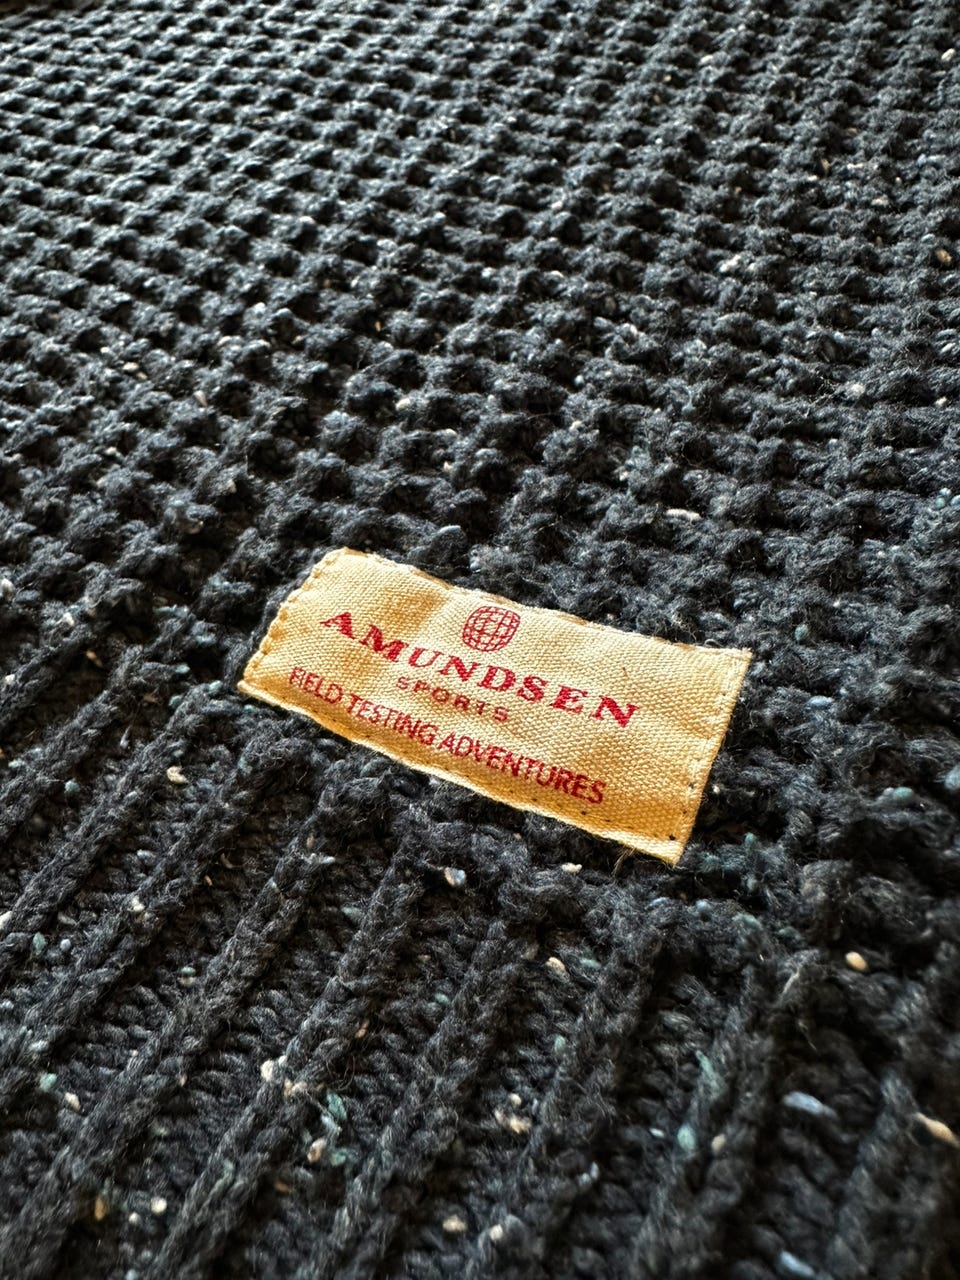 AMUNDSEN
SPORTS
FIELD TESTING ADVENTURES